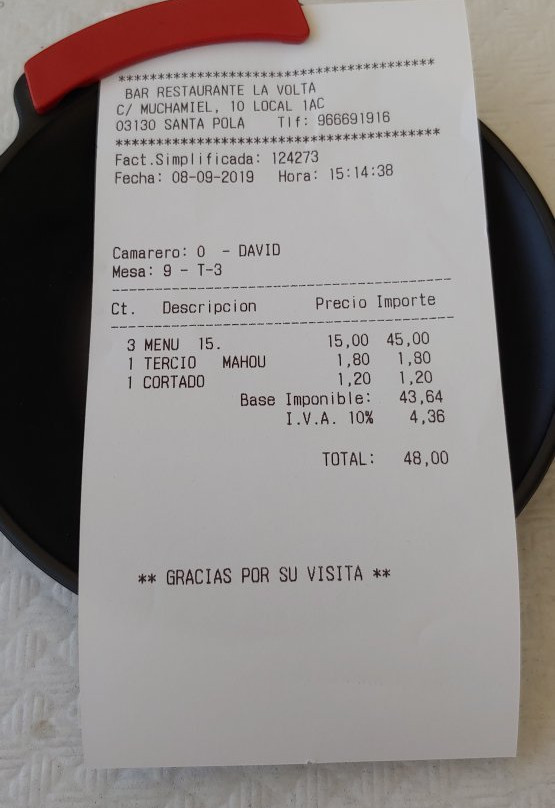 **********************************************
BAR RESTAURANTE LA VOLTA
C/ MUCHAMIEL, 10 LOCAL 1AC
03130 SANTA POLA Tlf: 966691916
**********************************************
Fact.Simplificada: 124273
Fecha: 08-09-2019 Hora: 15:14:38
Camarero: 0 - DAVID
Mesa: 9 - T-3
----------------------------------------------
Ct. Descripcion Precio Importe
----------------------------------------------
3 MENU 15. 15,00 45,00
1 TERCIO MAHOU 1,80 1,80
1 CORTADO 1,20 1,20
Base Imponible: 43,64
I.V.A. 10% 4,36
TOTAL: 48,00
** GRACIAS POR SU VISITA **